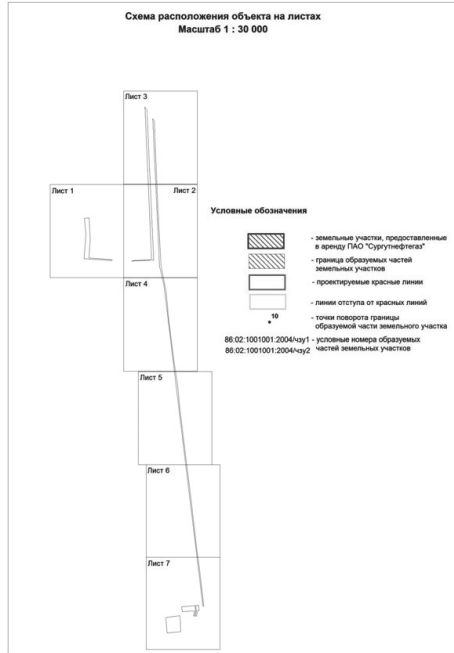 Схема расположения объекта на листах
Масштаб 1 : 30 000
Лист 3
Лист 1
Лист 2
Условные обозначения
- земельные участки, предоставленные
в аренду ПАО "Сургутнефтегаз"
- граница образуемых частей
земельных участков
- проектируемые красные линии
Лист 4
- линии отступа от красных линий
10
- точки поворота границы
образуемой части земельного участка
86:02:1001001:2004/чзу1 - условные номера образуемых
86:02:1001001:2004/чзу2 частей земельных участков
Лист 5
Лист 6
Лист 7